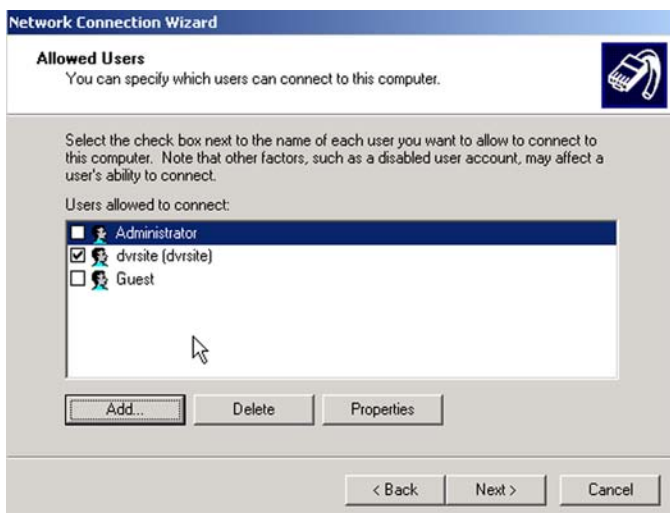 Network Connection Wizard
Allowed Users
You can specify which users can connect to this computer.
Select the check box next to the name of each user you want to allow to connect to
this computer.  Note that other factors, such as a disabled user account, may affect a
user's ability to connect.
Users allowed to connect:
Administrator
dvrsite (dvrsite)
Guest
Add... Delete Properties
< Back Next > Cancel